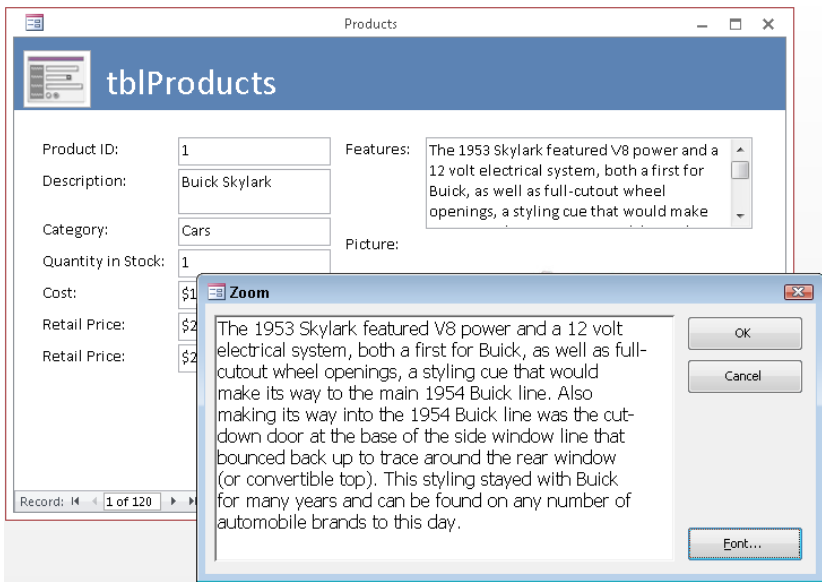 Products
tblProducts
Product ID:
1
Description:
Buick Skylark
Category:
Cars
Quantity in Stock:
1
Cost:
$1
Retail Price:
$2
Retail Price:
$2
Features:
The 1953 Skylark featured V8 power and a
12 volt electrical system, both a first for
Buick, as well as full-cutout wheel
openings, a styling cue that would make
Picture:
Record:
1 of 120
Zoom
The 1953 Skylark featured V8 power and a 12 volt
electrical system, both a first for Buick, as well as full-
cutout wheel openings, a styling cue that would
make its way to the main 1954 Buick line. Also
making its way into the 1954 Buick line was the cut-
down door at the base of the side window line that
bounced back up to trace around the rear window
(or convertible top). This styling stayed with Buick
for many years and can be found on any number of
automobile brands to this day.
OK
Cancel
Font...